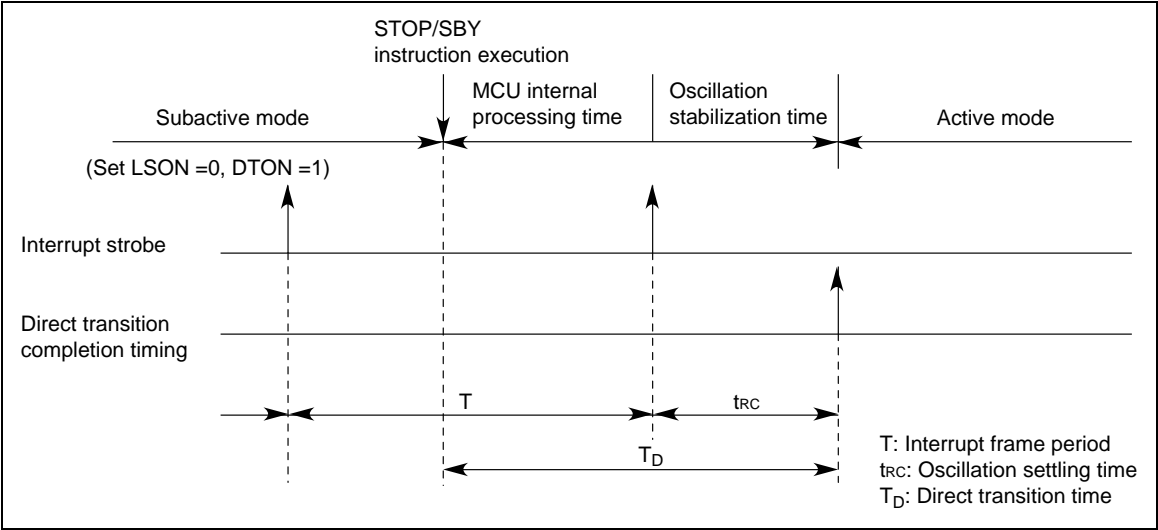 STOP/SBY
instruction execution
MCU internal
processing time
Oscillation
stabilization time
Subactive mode
Active mode
(Set LSON =0, DTON =1)
Interrupt strobe
Direct transition
completion timing
T
tRC
TD
T: Interrupt frame period
tRC: Oscillation settling time
TD: Direct transition time